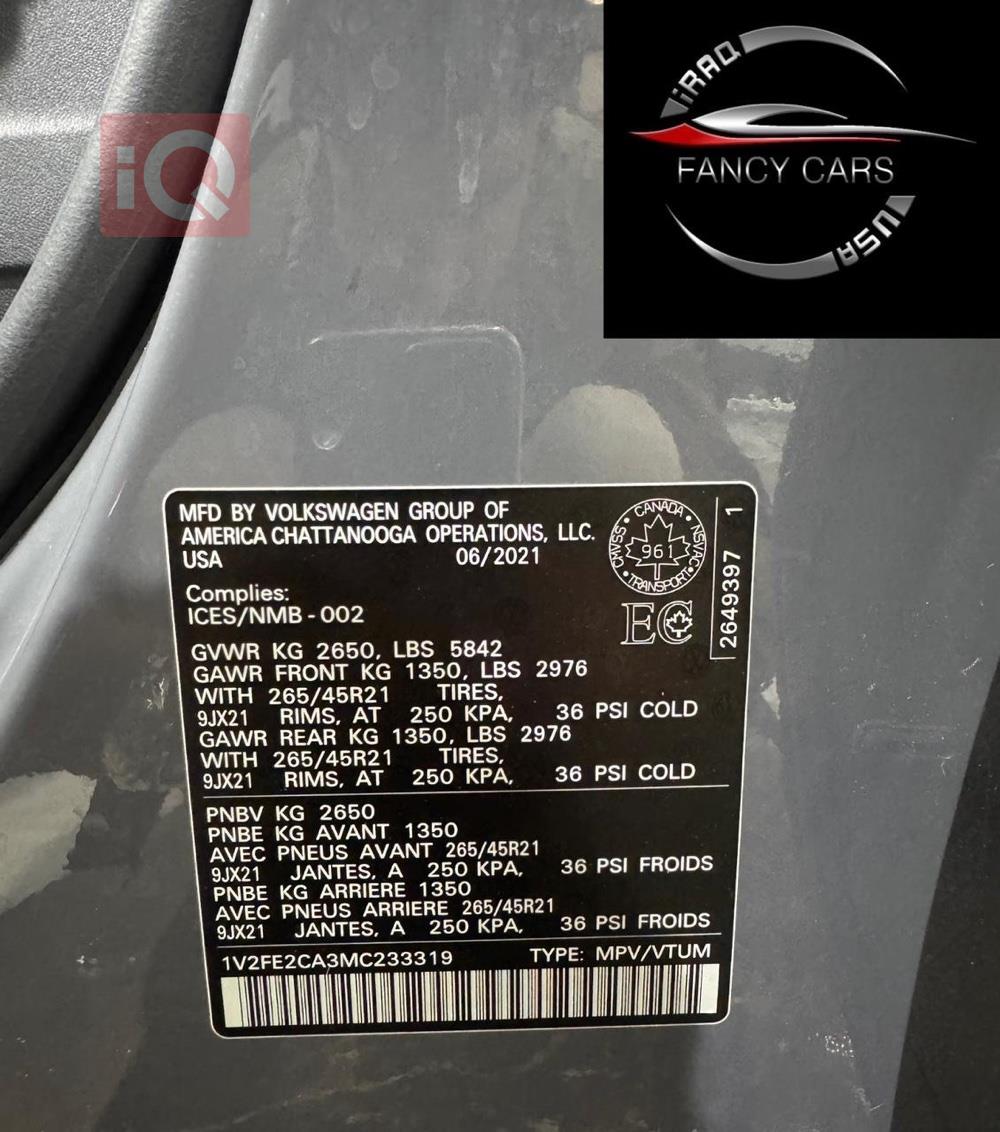 iQ
iRAQ
FANCY CARS
USA
MFD BY VOLKSWAGEN GROUP OF
AMERICA CHATTANOOGA OPERATIONS, LLC.
USA 06/2021
CANADA
CMVSS 961 NSVAC
TRANSPORT
EC
2649397 1
Complies:
ICES/NMB-002
GVWR KG 2650, LBS 5842
GAWR FRONT KG 1350, LBS 2976
WITH 265/45R21 TIRES,
9JX21 RIMS, AT 250 KPA, 36 PSI COLD
GAWR REAR KG 1350, LBS 2976
WITH 265/45R21 TIRES,
9JX21 RIMS, AT 250 KPA, 36 PSI COLD
PNBV KG 2650
PNBE KG AVANT 1350
AVEC PNEUS AVANT 265/45R21
9JX21 JANTES, A 250 KPA, 36 PSI FROIDS
PNBE KG ARRIERE 1350
AVEC PNEUS ARRIERE 265/45R21
9JX21 JANTES, A 250 KPA, 36 PSI FROIDS
1V2FE2CA3MC233319 TYPE: MPV/VTUM